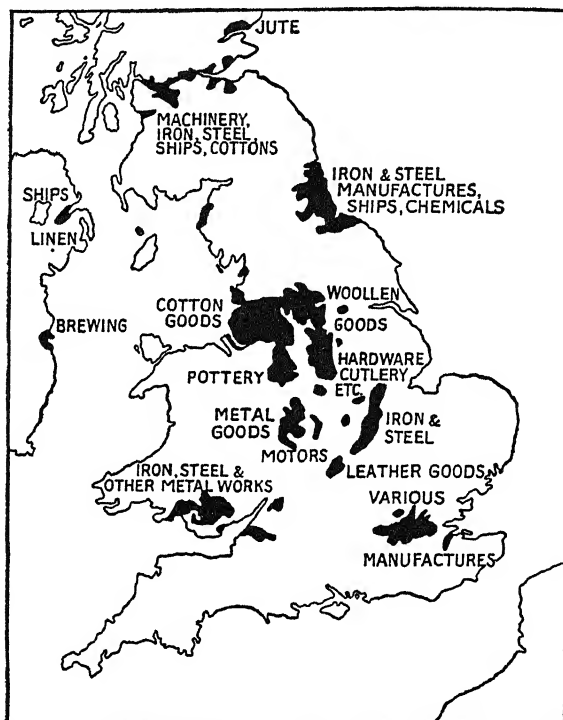 JUTE
MACHINERY,
IRON, STEEL,
SHIPS, COTTONS
IRON & STEEL
MANUFACTURES,
SHIPS, CHEMICALS
SHIPS
LINEN
BREWING
COTTON
GOODS
WOOLLEN
GOODS
POTTERY
HARDWARE
CUTLERY
ETC.
METAL
GOODS
MOTORS
IRON &
STEEL
LEATHER GOODS
IRON, STEEL &
OTHER METAL WORKS
VARIOUS
MANUFACTURES